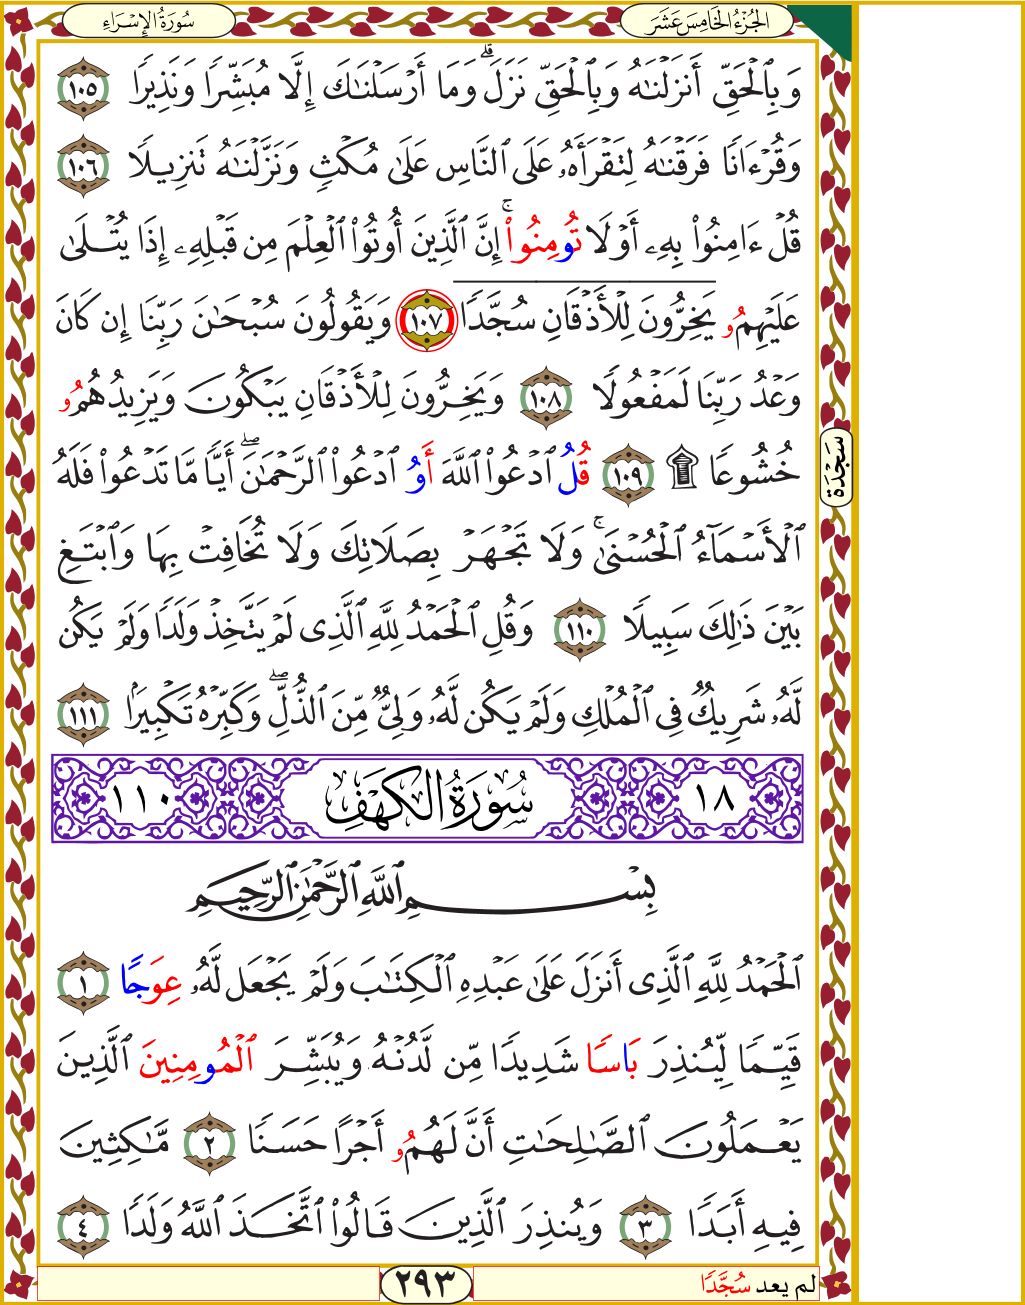 الجُزْءُ الخَامِسَ عَشَرَ
سُورَةُ الإِسْرَاءِ
وَبِٱلْحَقِّ أَنزَلْنَـٰهُ وَبِٱلْحَقِّ نَزَلَ ۗ وَمَا أَرْسَلْنَـٰكَ إِلَّا مُبَشِّرًا وَنَذِيرًا ١٠٥
وَقُرْءَانًا فَرَقْنَـٰهُ لِتَقْرَأَهُۥ عَلَى ٱلنَّاسِ عَلَىٰ مُكْثٍ وَنَزَّلْنَـٰهُ تَنزِيلًا ١٠٦
قُلْ ءَامِنُوا۟ بِهِۦ أَوْ لَا تُومِنُوا۟ ۚ إِنَّ ٱلَّذِينَ أُوتُوا۟ ٱلْعِلْمَ مِن قَبْلِهِۦ إِذَا يُتْلَىٰ
عَلَيْهِمُۥ يَخِرُّونَ لِلْأَذْقَانِ سُجَّدًا ١٠٧ وَيَقُولُونَ سُبْحَـٰنَ رَبِّنَا إِن كَانَ
وَعْدُ رَبِّنَا لَمَفْعُولًا ١٠٨ وَيَخِرُّونَ لِلْأَذْقَانِ يَبْكُونَ وَيَزِيدُهُمُۥ
خُشُوعًا ۩ ١٠٩ قُلُ ٱدْعُوا۟ ٱللَّهَ أَوُ ٱدْعُوا۟ ٱلرَّحْمَـٰنَ ۖ أَيًّا مَّا تَدْعُوا۟ فَلَهُ
ٱلْأَسْمَآءُ ٱلْحُسْنَىٰ ۚ وَلَا تَجْهَرْ بِصَلَاتِكَ وَلَا تُخَافِتْ بِهَا وَٱبْتَغِ
بَيْنَ ذَٰلِكَ سَبِيلًا ١١٠ وَقُلِ ٱلْحَمْدُ لِلَّهِ ٱلَّذِى لَمْ يَتَّخِذْ وَلَدًا وَلَمْ يَكُن
لَّهُۥ شَرِيكٌ فِى ٱلْمُلْكِ وَلَمْ يَكُن لَّهُۥ وَلِىٌّ مِّنَ ٱلذُّلِّ ۖ وَكَبِّرْهُ تَكْبِيرًۢا ١١١
١٨ سُورَةُ الكَهْفِ ١١٠
بِسْمِ ٱللَّهِ ٱلرَّحْمَـٰنِ ٱلرَّحِيمِ
ٱلْحَمْدُ لِلَّهِ ٱلَّذِى أَنزَلَ عَلَىٰ عَبْدِهِ ٱلْكِتَـٰبَ وَلَمْ يَجْعَل لَّهُۥ عِوَجًا ١
قَيِّمًا لِّيُنذِرَ بَاسًا شَدِيدًا مِّن لَّدُنْهُ وَيُبَشِّرَ ٱلْمُومِنِينَ ٱلَّذِينَ
يَعْمَلُونَ ٱلصَّـٰلِحَـٰتِ أَنَّ لَهُمُۥ أَجْرًا حَسَنًا ٢ مَّـٰكِثِينَ
فِيهِ أَبَدًا ٣ وَيُنذِرَ ٱلَّذِينَ قَالُوا۟ ٱتَّخَذَ ٱللَّهُ وَلَدًا ٤
سَجْدَة
لم يعد سُجَّدًا
٢٩٣